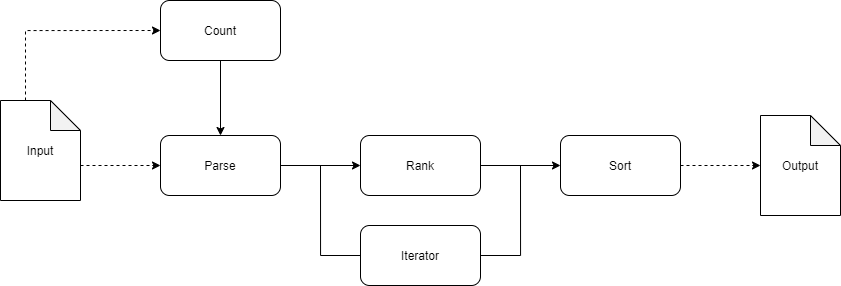 Count
Input
Parse
Rank
Sort
Output
Iterator